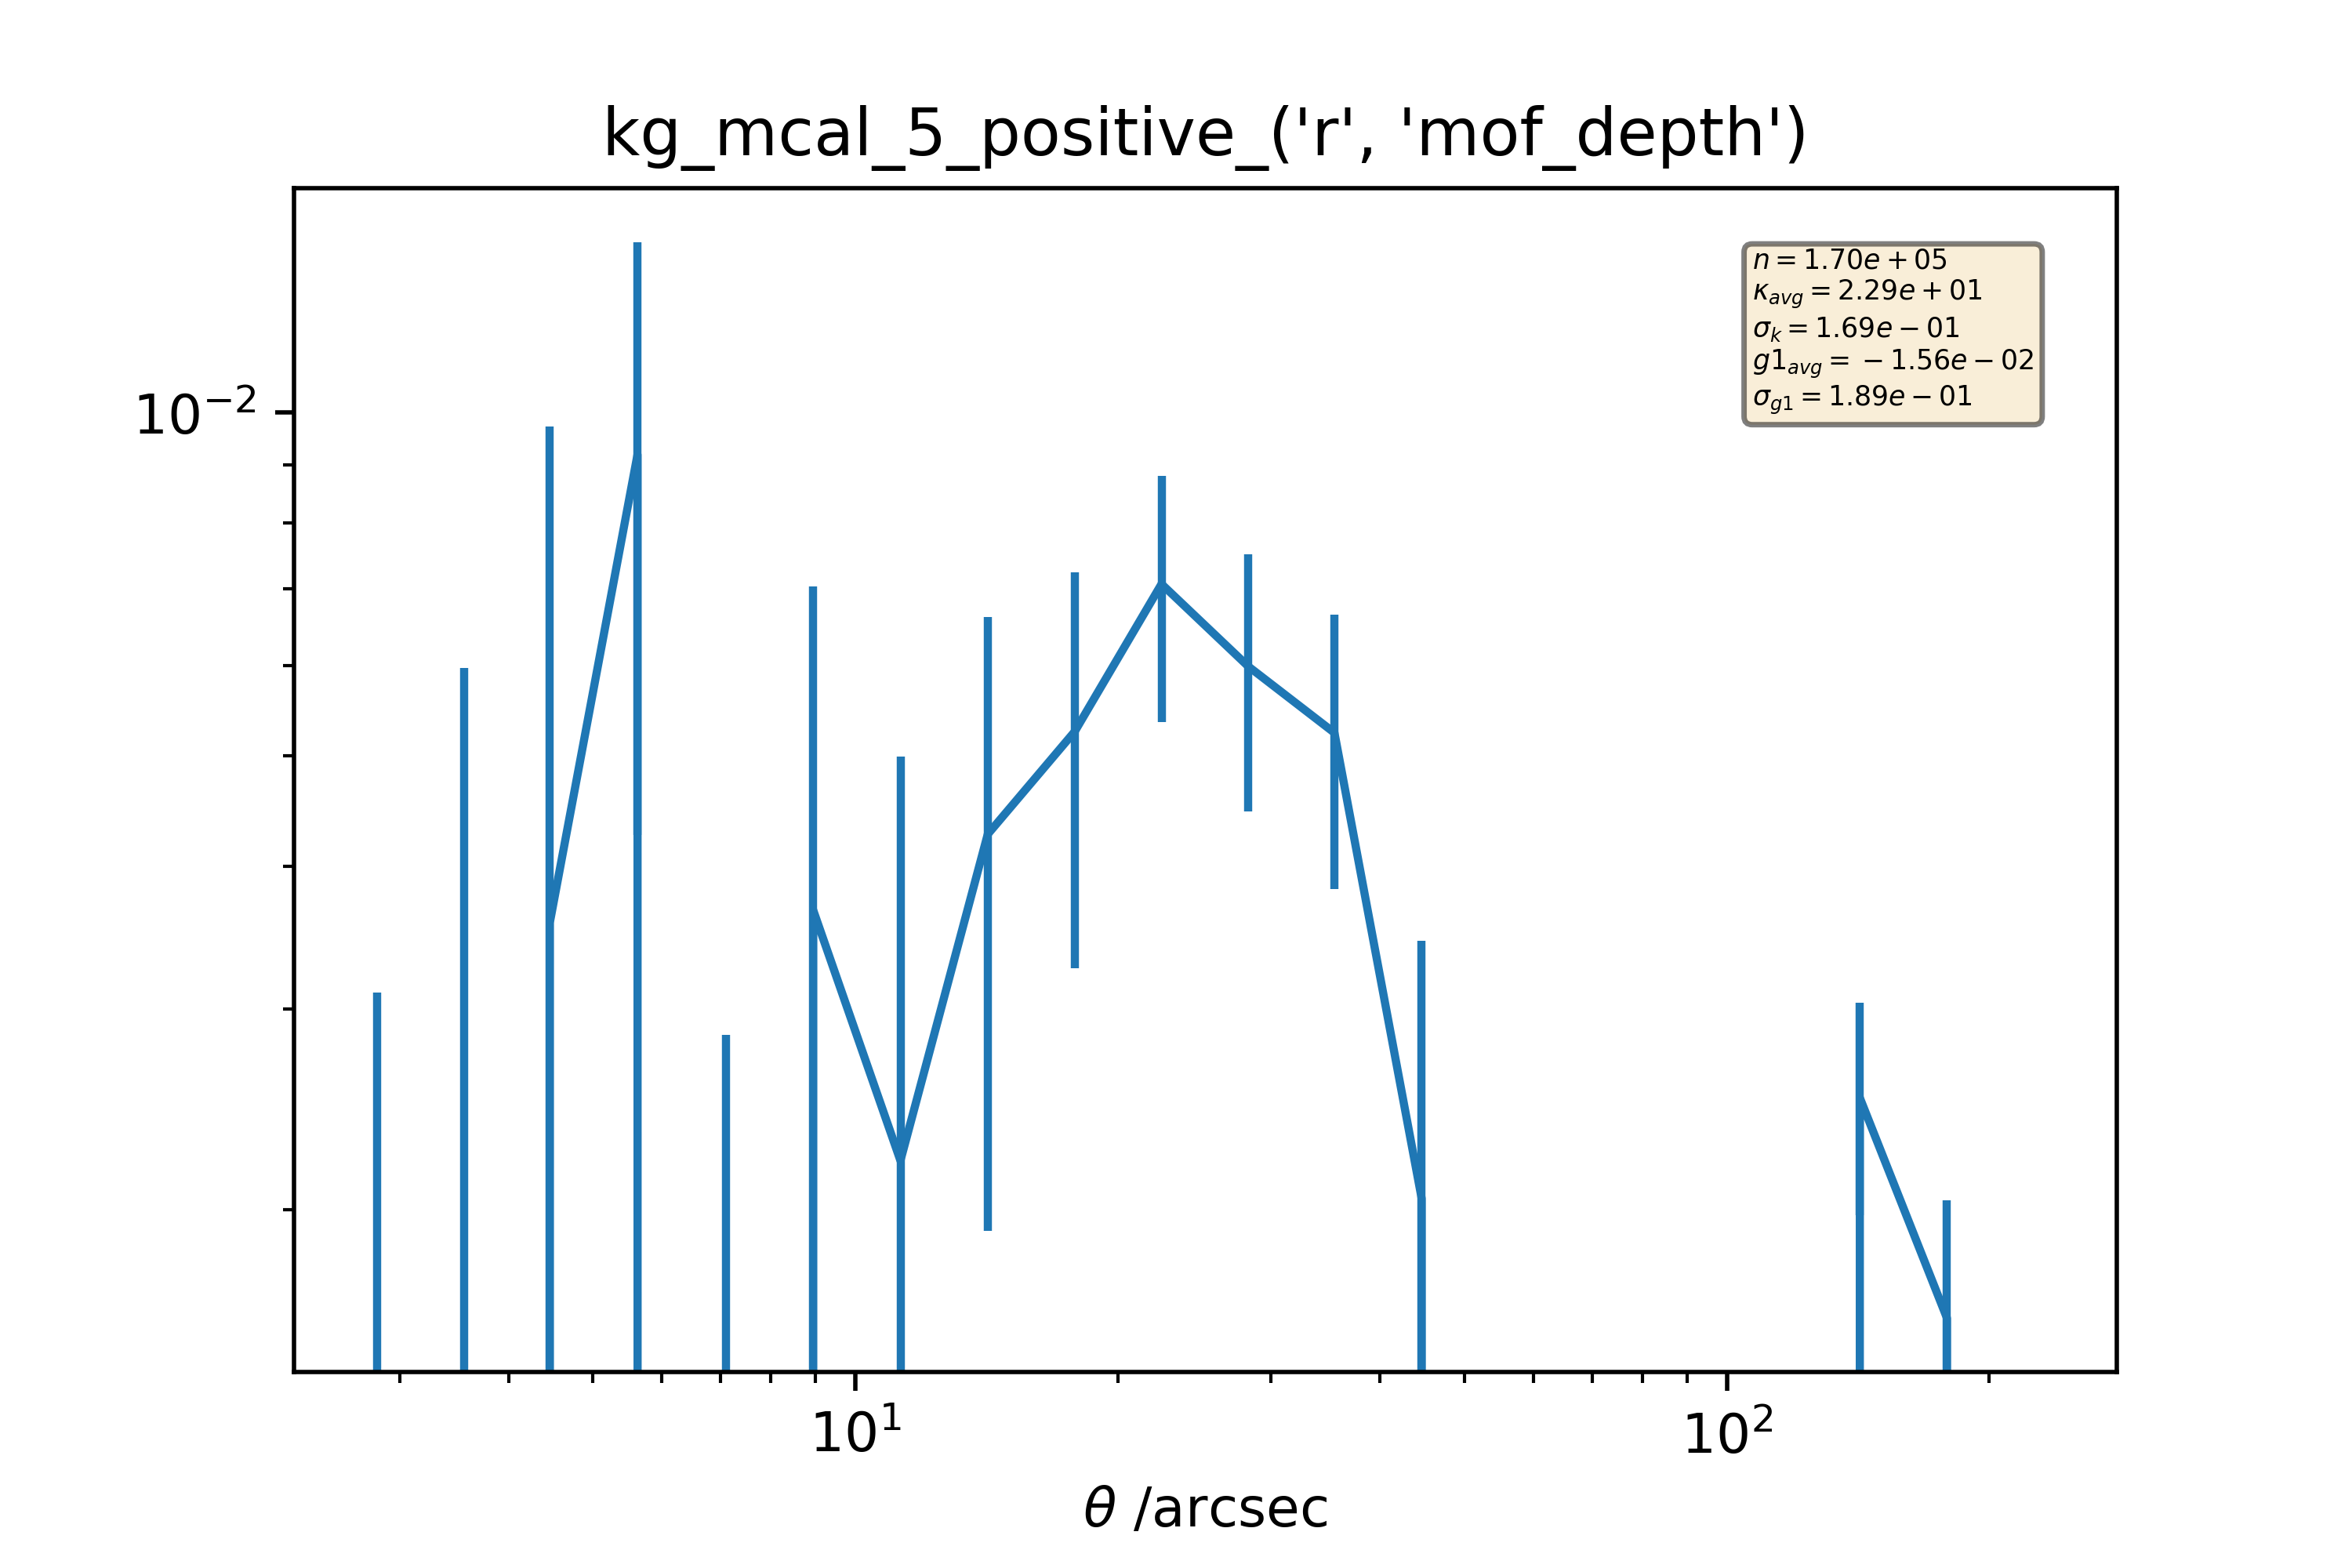 kg_mcal_5_positive_('r', 'mof_depth')
n = 1.70e + 05
κavg = 2.29e + 01
σk = 1.69e − 01
g1avg = − 1.56e − 02
σg1 = 1.89e − 01
10⁻²
10¹ 10²
θ /arcsec